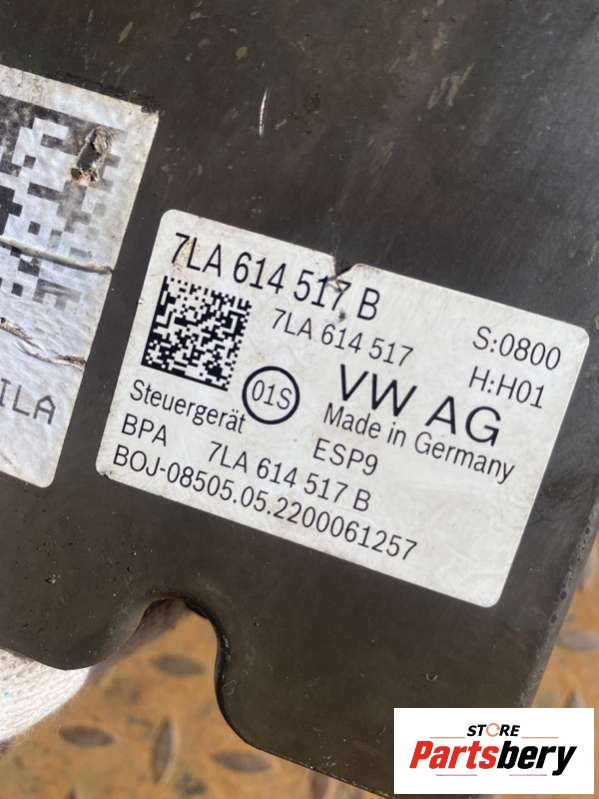 7LA 614 517 B
7LA 614 517
S:0800
H:H01
01S
VW AG
Steuergerät
Made in Germany
BPA
ESP9
7LA 614 517 B
BOJ-08505.05.2200061257
ILA
STORE
Partsbery